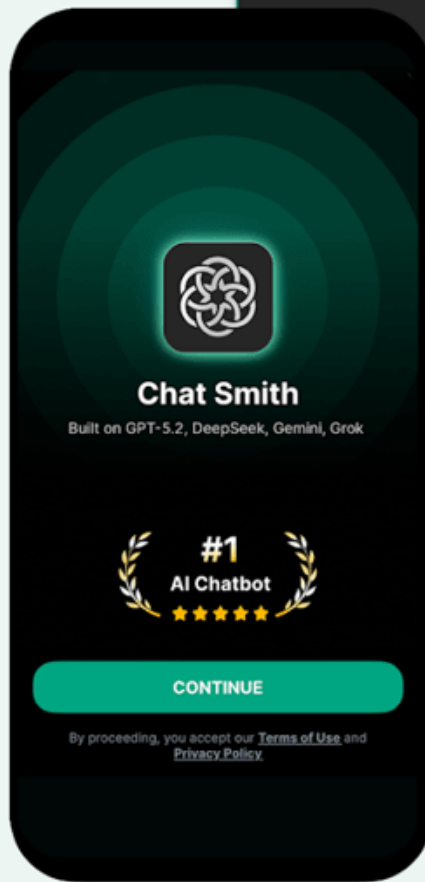 Chat Smith
Built on GPT-5.2, DeepSeek, Gemini, Grok
#1
AI Chatbot
CONTINUE
By proceeding, you accept our Terms of Use and
Privacy Policy